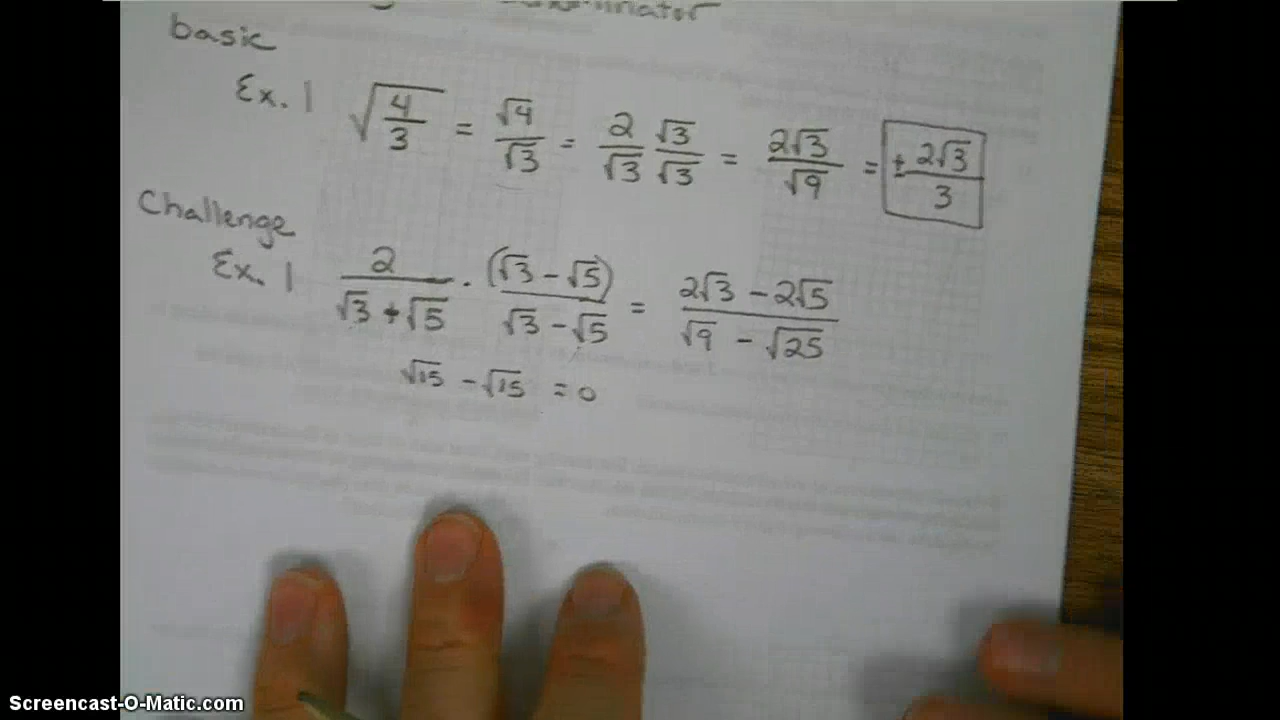 basic
Ex. 1 √(4/3) = √4/√3 = 2/√3 √3/√3 = 2√3/√9 = ± 2√3/3
Challenge
Ex. 1 2/(√3 + √5) · (√3 - √5)/(√3 - √5) = (2√3 - 2√5)/(√9 - √25)
√15 - √15 = 0
Screencast-O-Matic.com